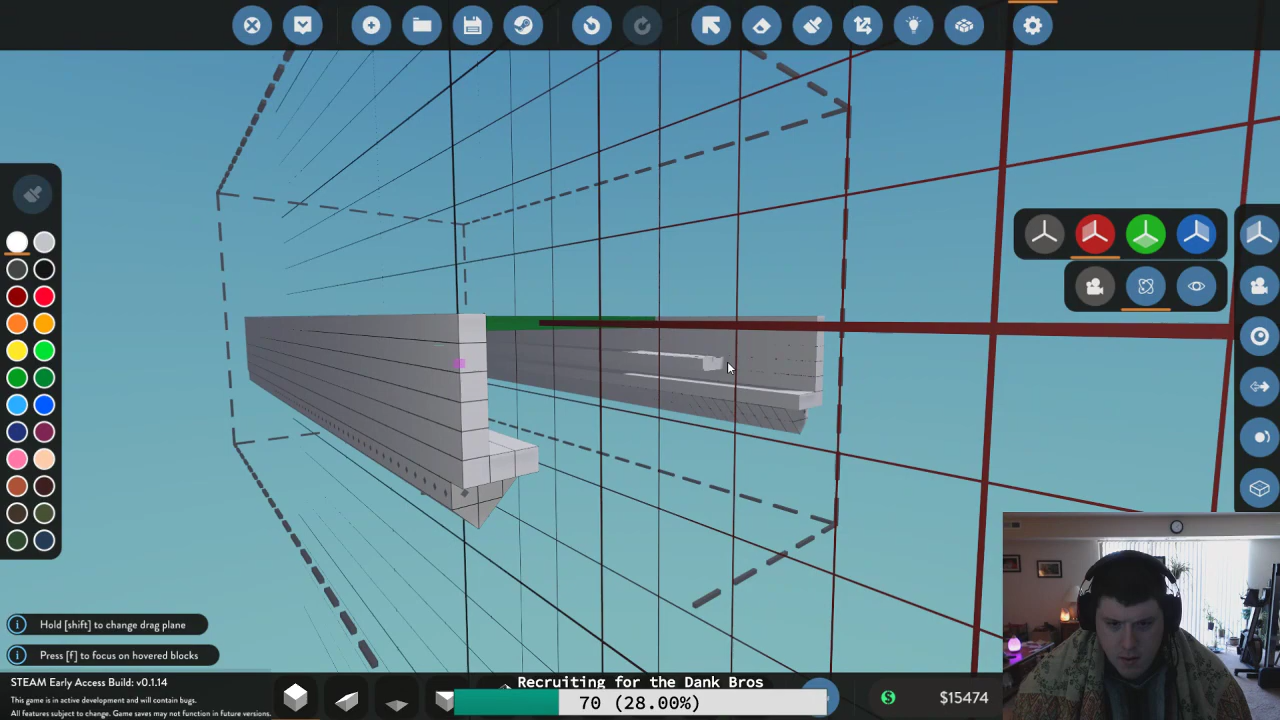 Hold [shift] to change drag plane
Press [f] to focus on hovered blocks
STEAM Early Access Build: v0.1.14
This game is in active development and will contain bugs.
All features subject to change. Game saves may not function in future versions.
Recruiting for the Dank Bros
70 (28.00%)
$ $15474